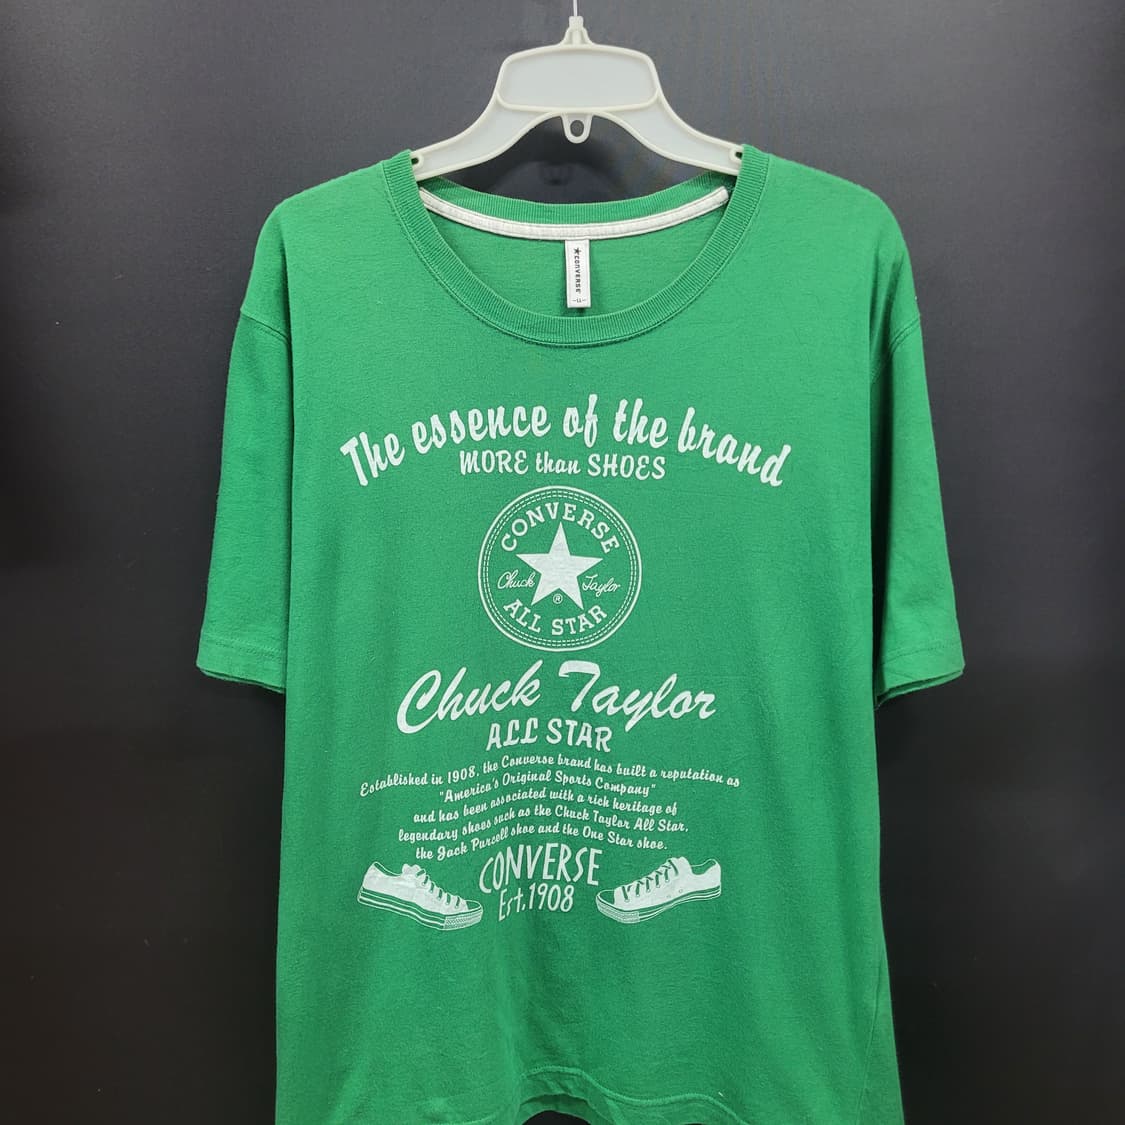 ★CONVERSE®
The essence of the brand
MORE than SHOES
CONVERSE
Chuck Taylor
®
ALL STAR
Chuck Taylor
ALL STAR
Established in 1908, the Converse brand has built a reputation as
"America's Original Sports Company"
and has been associated with a rich heritage of
legendary shoes such as the Chuck Taylor All Star,
the Jack Purcell shoe and the One Star shoe.
CONVERSE
Est.1908